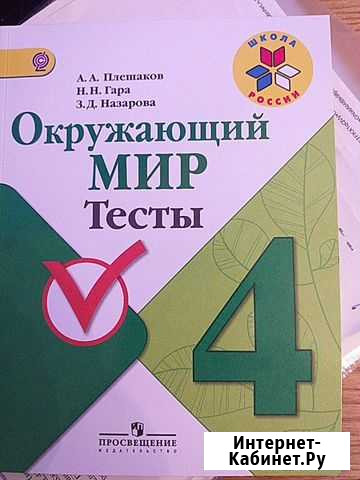 А. А. Плешаков
Н. Н. Гара
З. Д. Назарова
ШКОЛА
РОССИИ
Окружающий
МИР
Тесты
4
ПРОСВЕЩЕНИЕ
ИЗДАТЕЛЬСТВО
Интернет-
Кабинет.Ру